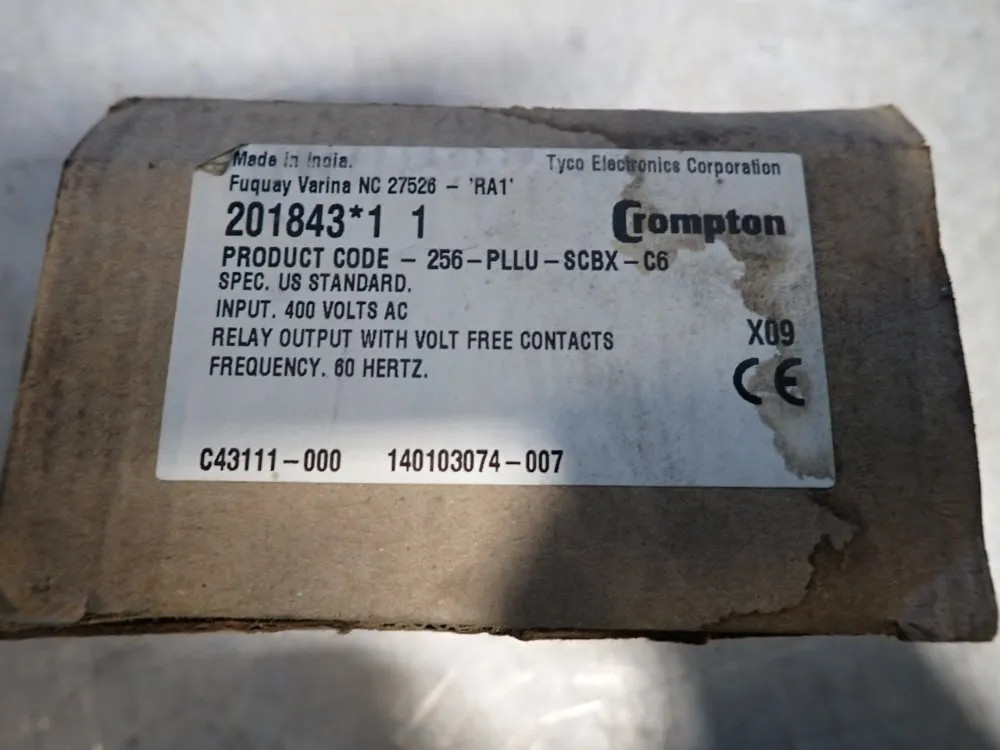 Made in India. Tyco Electronics Corporation
Fuquay Varina NC 27526 - 'RA1'
201843*1 1 Crompton
PRODUCT CODE - 256-PLLU-SCBX-C6
SPEC. US STANDARD.
INPUT. 400 VOLTS AC
RELAY OUTPUT WITH VOLT FREE CONTACTS X09
FREQUENCY. 60 HERTZ. CE
C43111-000 140103074-007